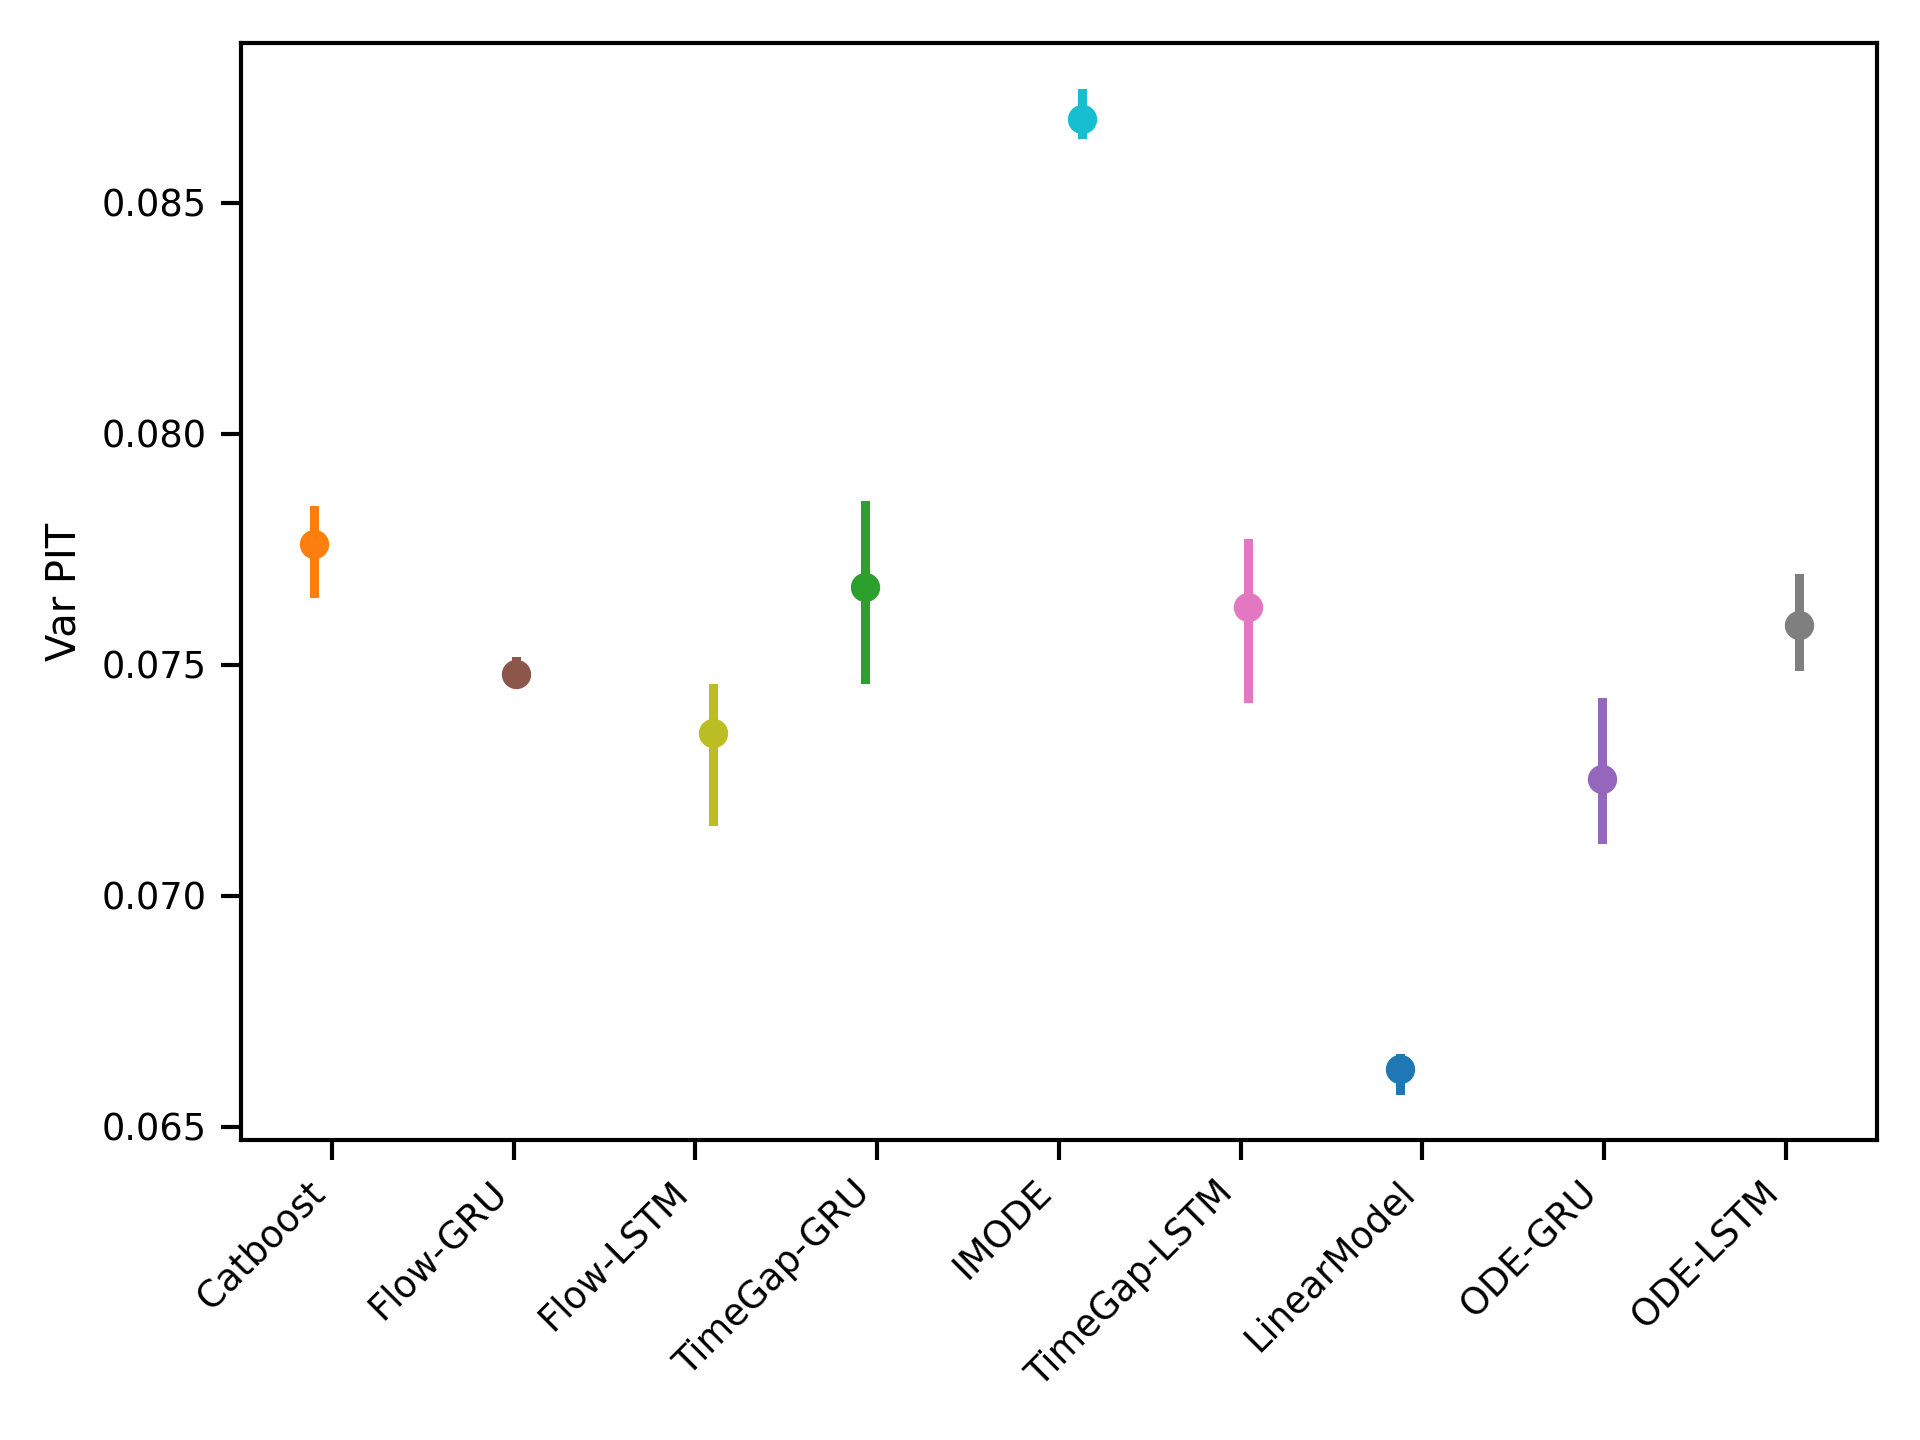 Var PIT
0.085
0.080
0.075
0.070
0.065
Catboost
Flow-GRU
Flow-LSTM
TimeGap-GRU
IMODE
TimeGap-LSTM
LinearModel
ODE-GRU
ODE-LSTM